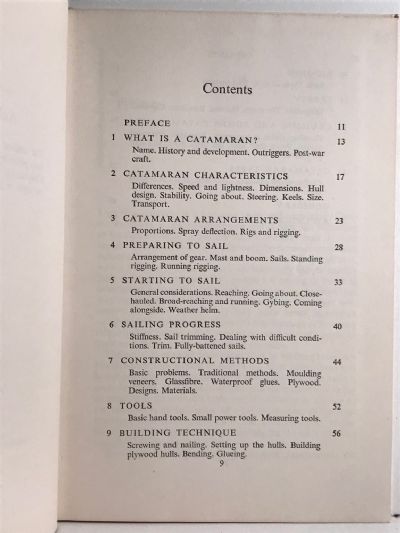 Contents
PREFACE 11
1 WHAT IS A CATAMARAN? 13
Name. History and development. Outriggers. Post-war
craft.
2 CATAMARAN CHARACTERISTICS 17
Differences. Speed and lightness. Dimensions. Hull
design. Stability. Going about. Steering. Keels. Size.
Transport.
3 CATAMARAN ARRANGEMENTS 23
Proportions. Spray deflection. Rigs and rigging.
4 PREPARING TO SAIL 28
Arrangement of gear. Mast and boom. Sails. Standing
rigging. Running rigging.
5 STARTING TO SAIL 33
General considerations. Reaching. Going about. Close-
hauled. Broad-reaching and running. Gybing. Coming
alongside. Weather helm.
6 SAILING PROGRESS 40
Stiffness. Sail trimming. Dealing with difficult condi-
tions. Trim. Fully-battened sails.
7 CONSTRUCTIONAL METHODS 44
Basic problems. Traditional methods. Moulding
veneers. Glassfibre. Waterproof glues. Plywood.
Designs. Materials.
8 TOOLS 52
Basic hand tools. Small power tools. Measuring tools.
9 BUILDING TECHNIQUE 56
Screwing and nailing. Setting up the hulls. Building
plywood hulls. Bending. Glueing.
9